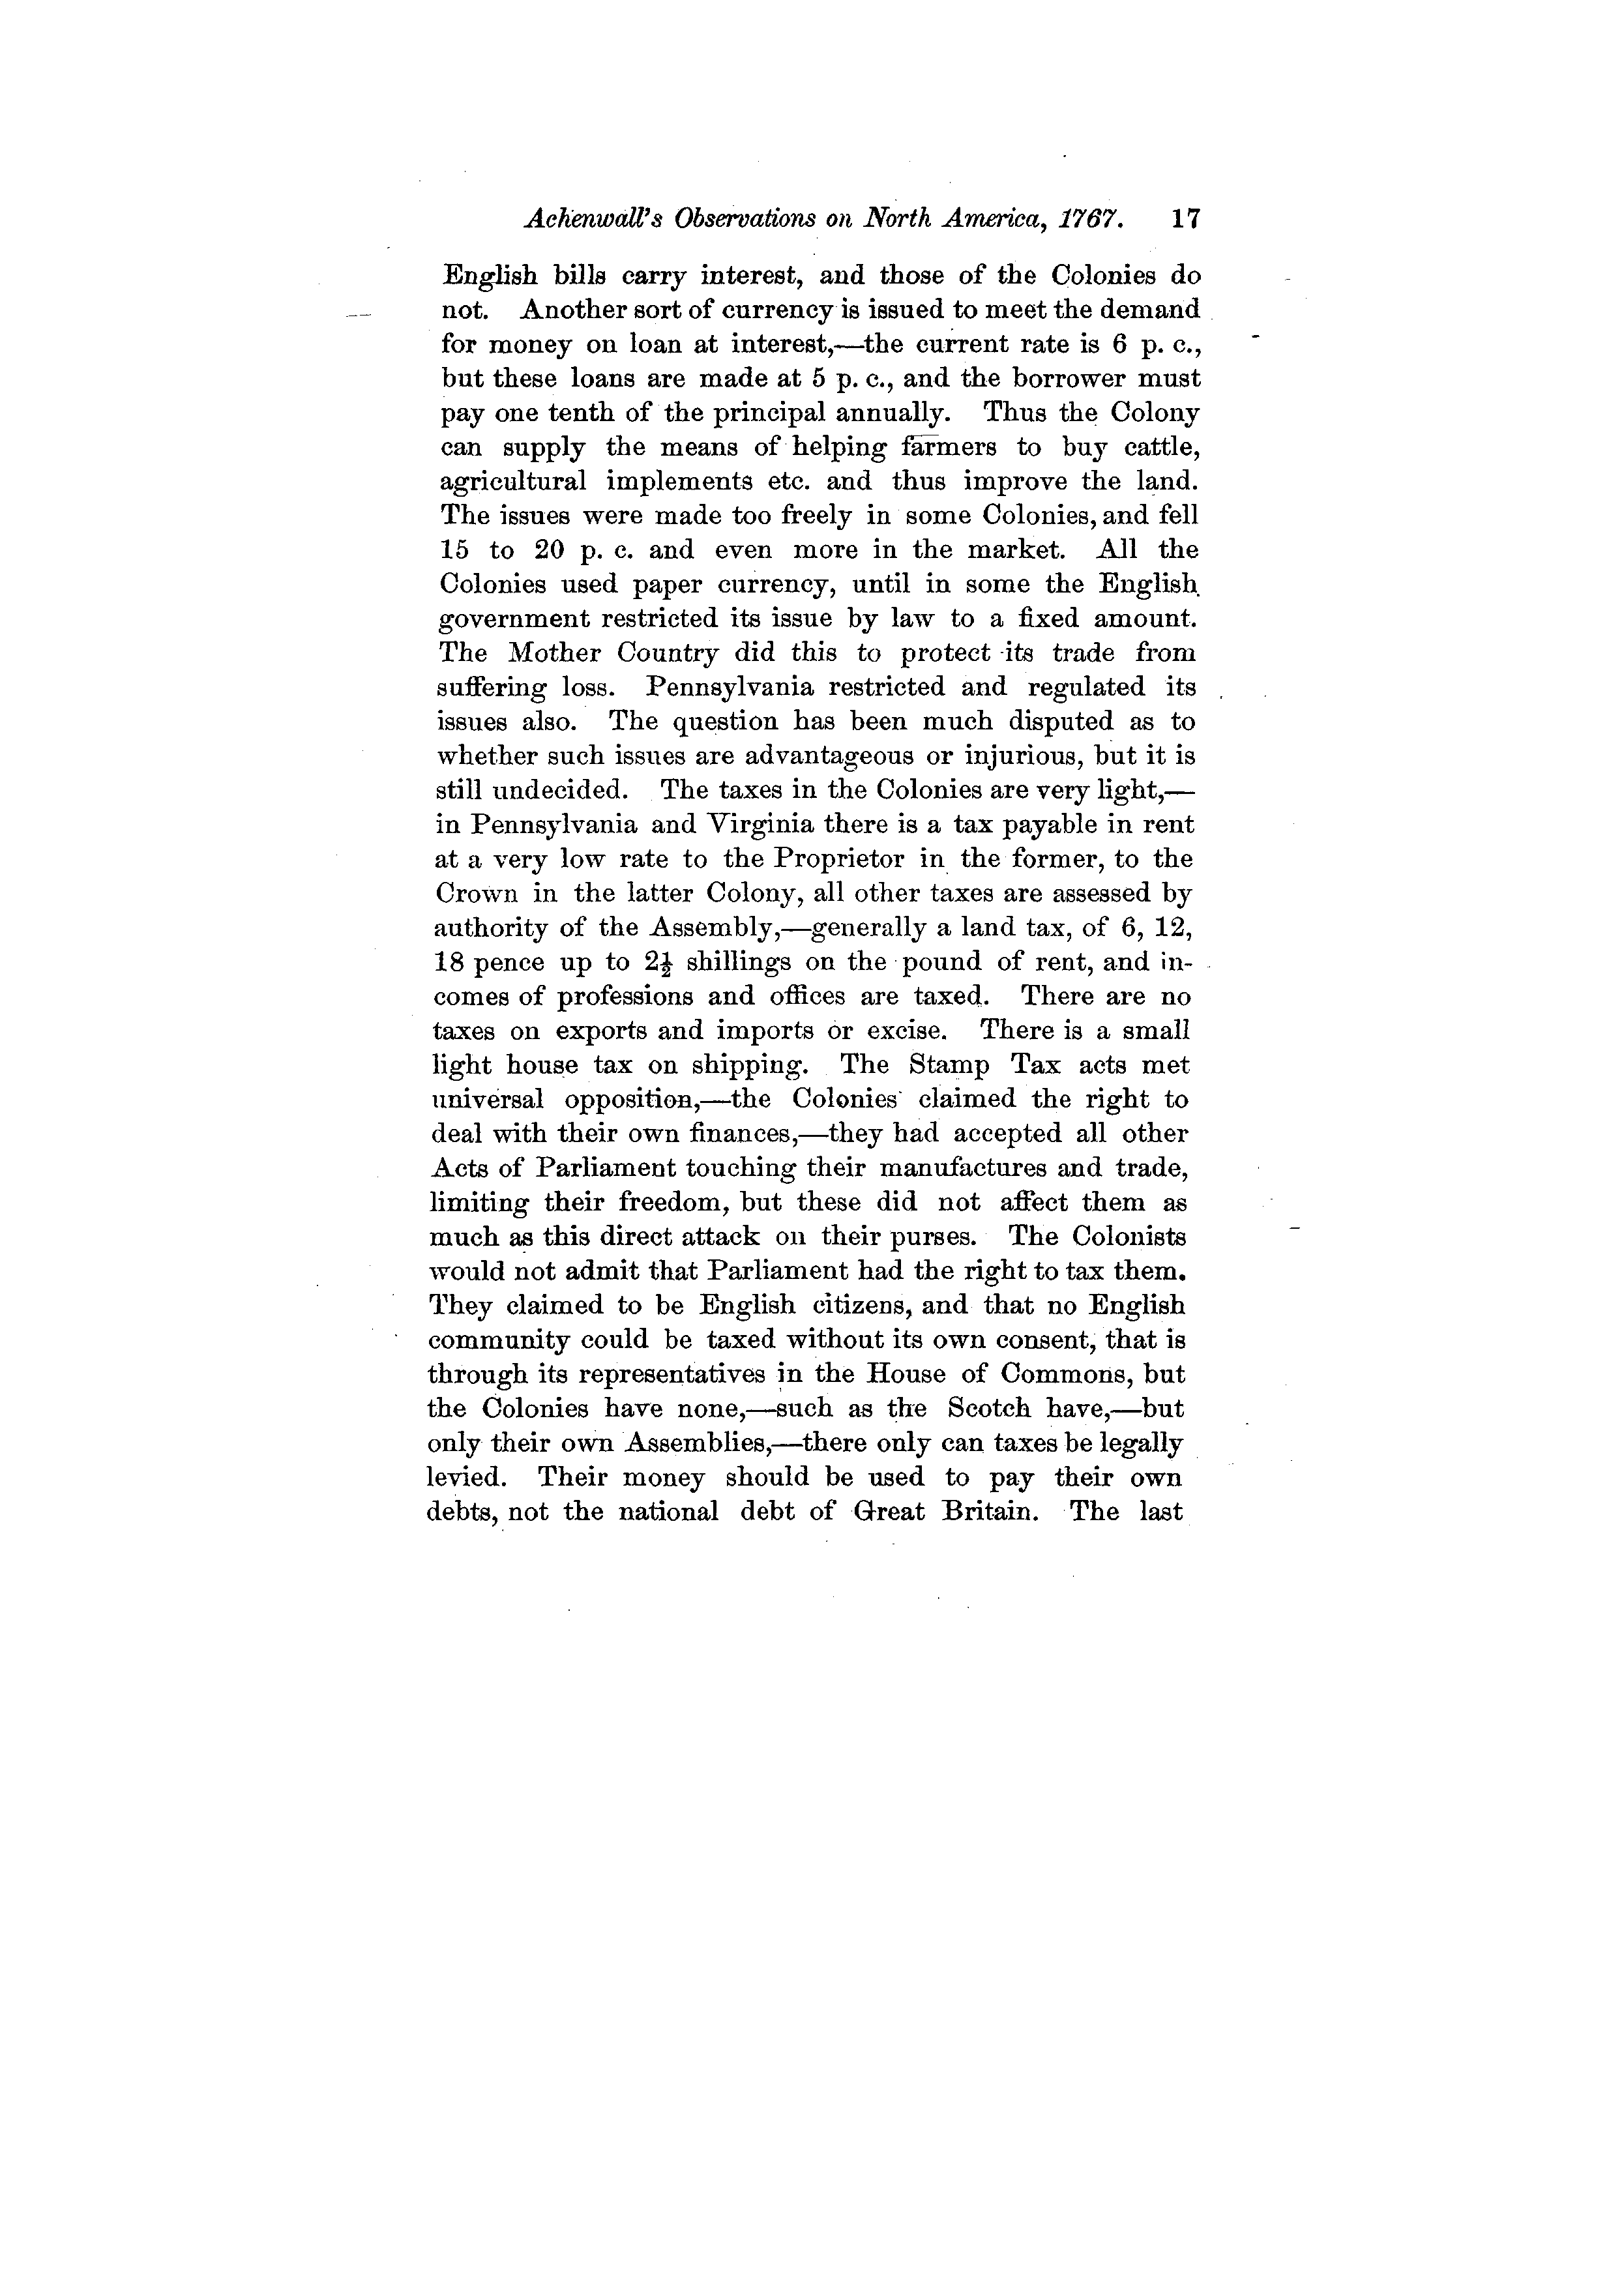 Achenwall's Observations on North America, 1767. 17
English bills carry interest, and those of the Colonies do
not. Another sort of currency is issued to meet the demand
for money on loan at interest,—the current rate is 6 p. c.,
but these loans are made at 5 p. c., and the borrower must
pay one tenth of the principal annually. Thus the Colony
can supply the means of helping farmers to buy cattle,
agricultural implements etc. and thus improve the land.
The issues were made too freely in some Colonies, and fell
15 to 20 p. c. and even more in the market. All the
Colonies used paper currency, until in some the English
government restricted its issue by law to a fixed amount.
The Mother Country did this to protect its trade from
suffering loss. Pennsylvania restricted and regulated its
issues also. The question has been much disputed as to
whether such issues are advantageous or injurious, but it is
still undecided. The taxes in the Colonies are very light,—
in Pennsylvania and Virginia there is a tax payable in rent
at a very low rate to the Proprietor in the former, to the
Crown in the latter Colony, all other taxes are assessed by
authority of the Assembly,—generally a land tax, of 6, 12,
18 pence up to 2½ shillings on the pound of rent, and in-
comes of professions and offices are taxed. There are no
taxes on exports and imports or excise. There is a small
light house tax on shipping. The Stamp Tax acts met
universal opposition,—the Colonies claimed the right to
deal with their own finances,—they had accepted all other
Acts of Parliament touching their manufactures and trade,
limiting their freedom, but these did not affect them as
much as this direct attack on their purses. The Colonists
would not admit that Parliament had the right to tax them.
They claimed to be English citizens, and that no English
community could be taxed without its own consent, that is
through its representatives in the House of Commons, but
the Colonies have none,—such as the Scotch have,—but
only their own Assemblies,—there only can taxes be legally
levied. Their money should be used to pay their own
debts, not the national debt of Great Britain. The last